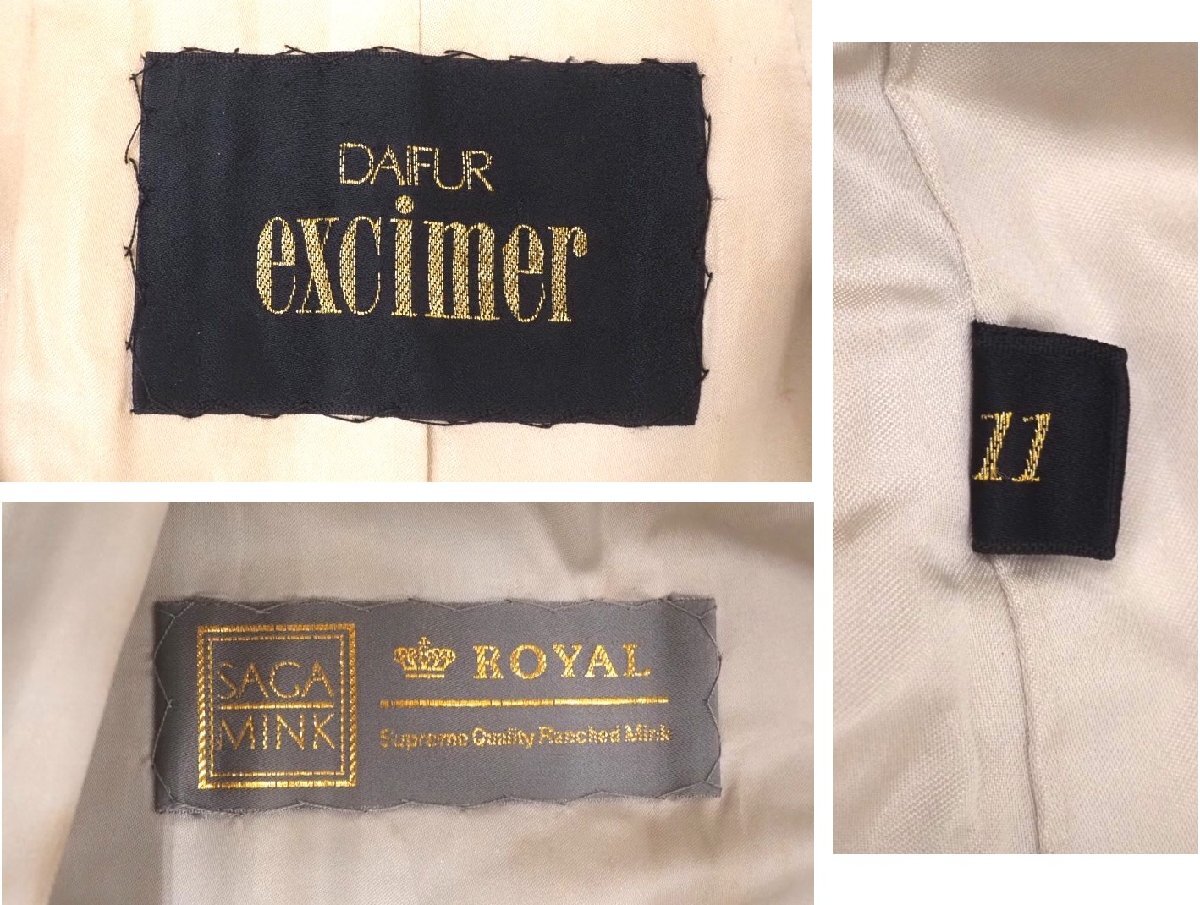 DAiFUR
excimer
11
SAGA
MINK
ROYAL
Supreme Quality Ranched Mink